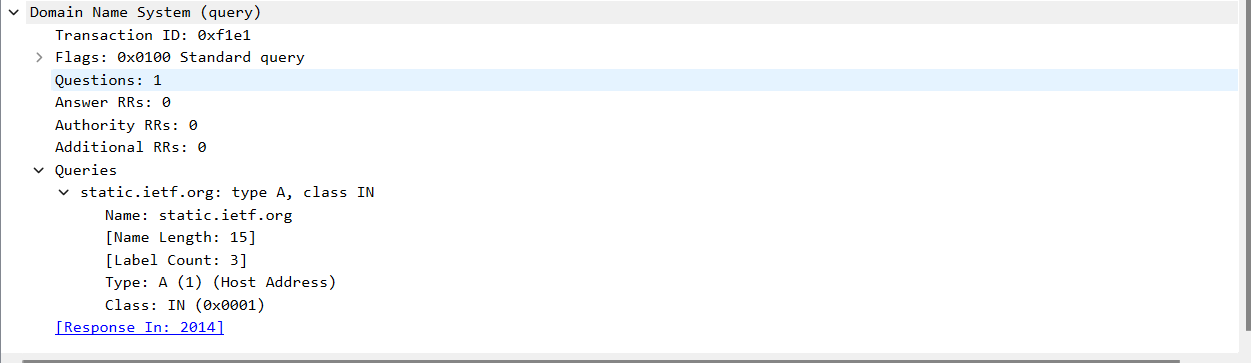 Domain Name System (query)
Transaction ID: 0xf1e1
Flags: 0x0100 Standard query
Questions: 1
Answer RRs: 0
Authority RRs: 0
Additional RRs: 0
Queries
static.ietf.org: type A, class IN
Name: static.ietf.org
[Name Length: 15]
[Label Count: 3]
Type: A (1) (Host Address)
Class: IN (0x0001)
[Response In: 2014]